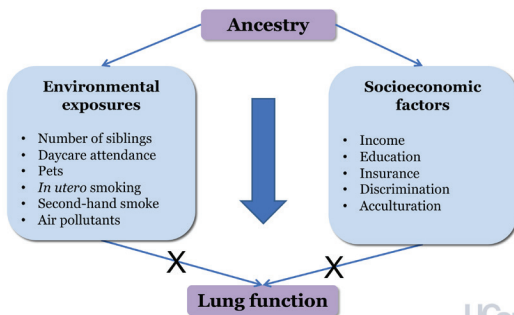 Ancestry
Environmental
exposures
• Number of siblings
• Daycare attendance
• Pets
• In utero smoking
• Second-hand smoke
• Air pollutants
Socioeconomic
factors
• Income
• Education
• Insurance
• Discrimination
• Acculturation
X
X
Lung function